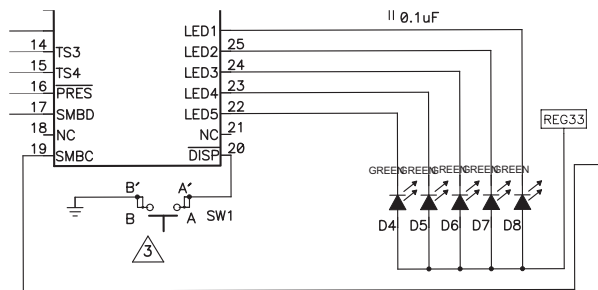 LED1
|| 0.1uF
14 TS3 LED2 25
15 TS4 LED3 24
16 PRES LED4 23
17 SMBD LED5 22
18 NC NC 21
19 SMBC DISP 20
REG33
GREEN GREEN GREEN GREEN GREEN
B' A'
B A SW1
D4 D5 D6 D7 D8
3